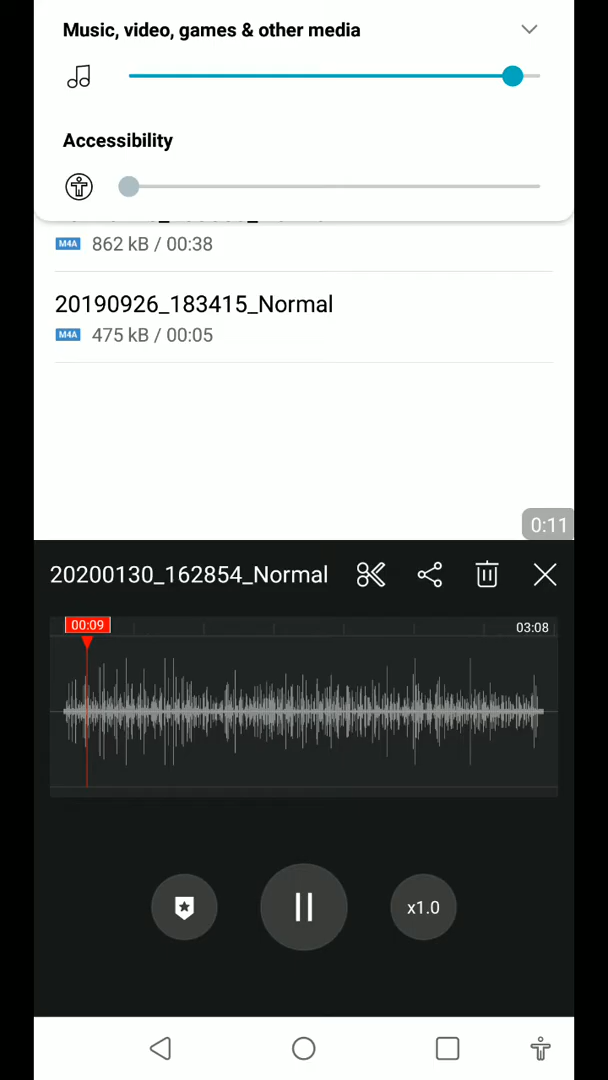 Music, video, games & other media
Accessibility
M4A 862 kB / 00:38
20190926_183415_Normal
M4A 475 kB / 00:05
0:11
20200130_162854_Normal
00:09
03:08
x1.0